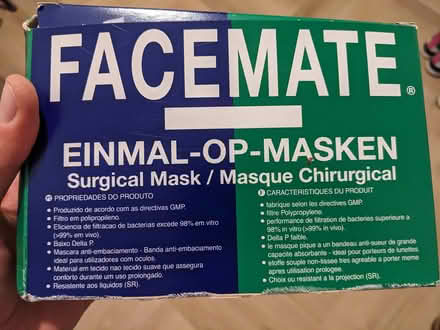 FACEMATE®
EINMAL-OP-MASKEN
Surgical Mask / Masque Chirurgical
PROPRIEDADES DO PRODUTO
• Produzido de acordo com as directivas GMP.
• Filtro em polipropileno.
• Eficiencia de filtracao de bacterias excede 98% em vitro
(>99% em vivo).
• Baixo Delta P.
• Mascara anti-embaciamento - Banda anti-embaciamento
ideal para utilizadores com oculos.
• Material em tecido nao tecido suave que assegura
conforto durante um uso prolongado.
• Resistente aos liquidos (SR).
F CARACTERISTIQUES DU PRODUIT
• fabrique selon les directives GMP.
• filtre Polypropylene.
• performance de filtration de bacteries superieure a
98% in vitro (>99% in vivo).
• Delta P faible.
• le masque pique a un bandeau anti-sueur de grande
capacite absorbante - ideal pour porteurs de lunettes.
• etoffe souple non-tissee tres agreable a porter meme
apres utilisation prologee.
• Choix ou resistant a la projection (SR).